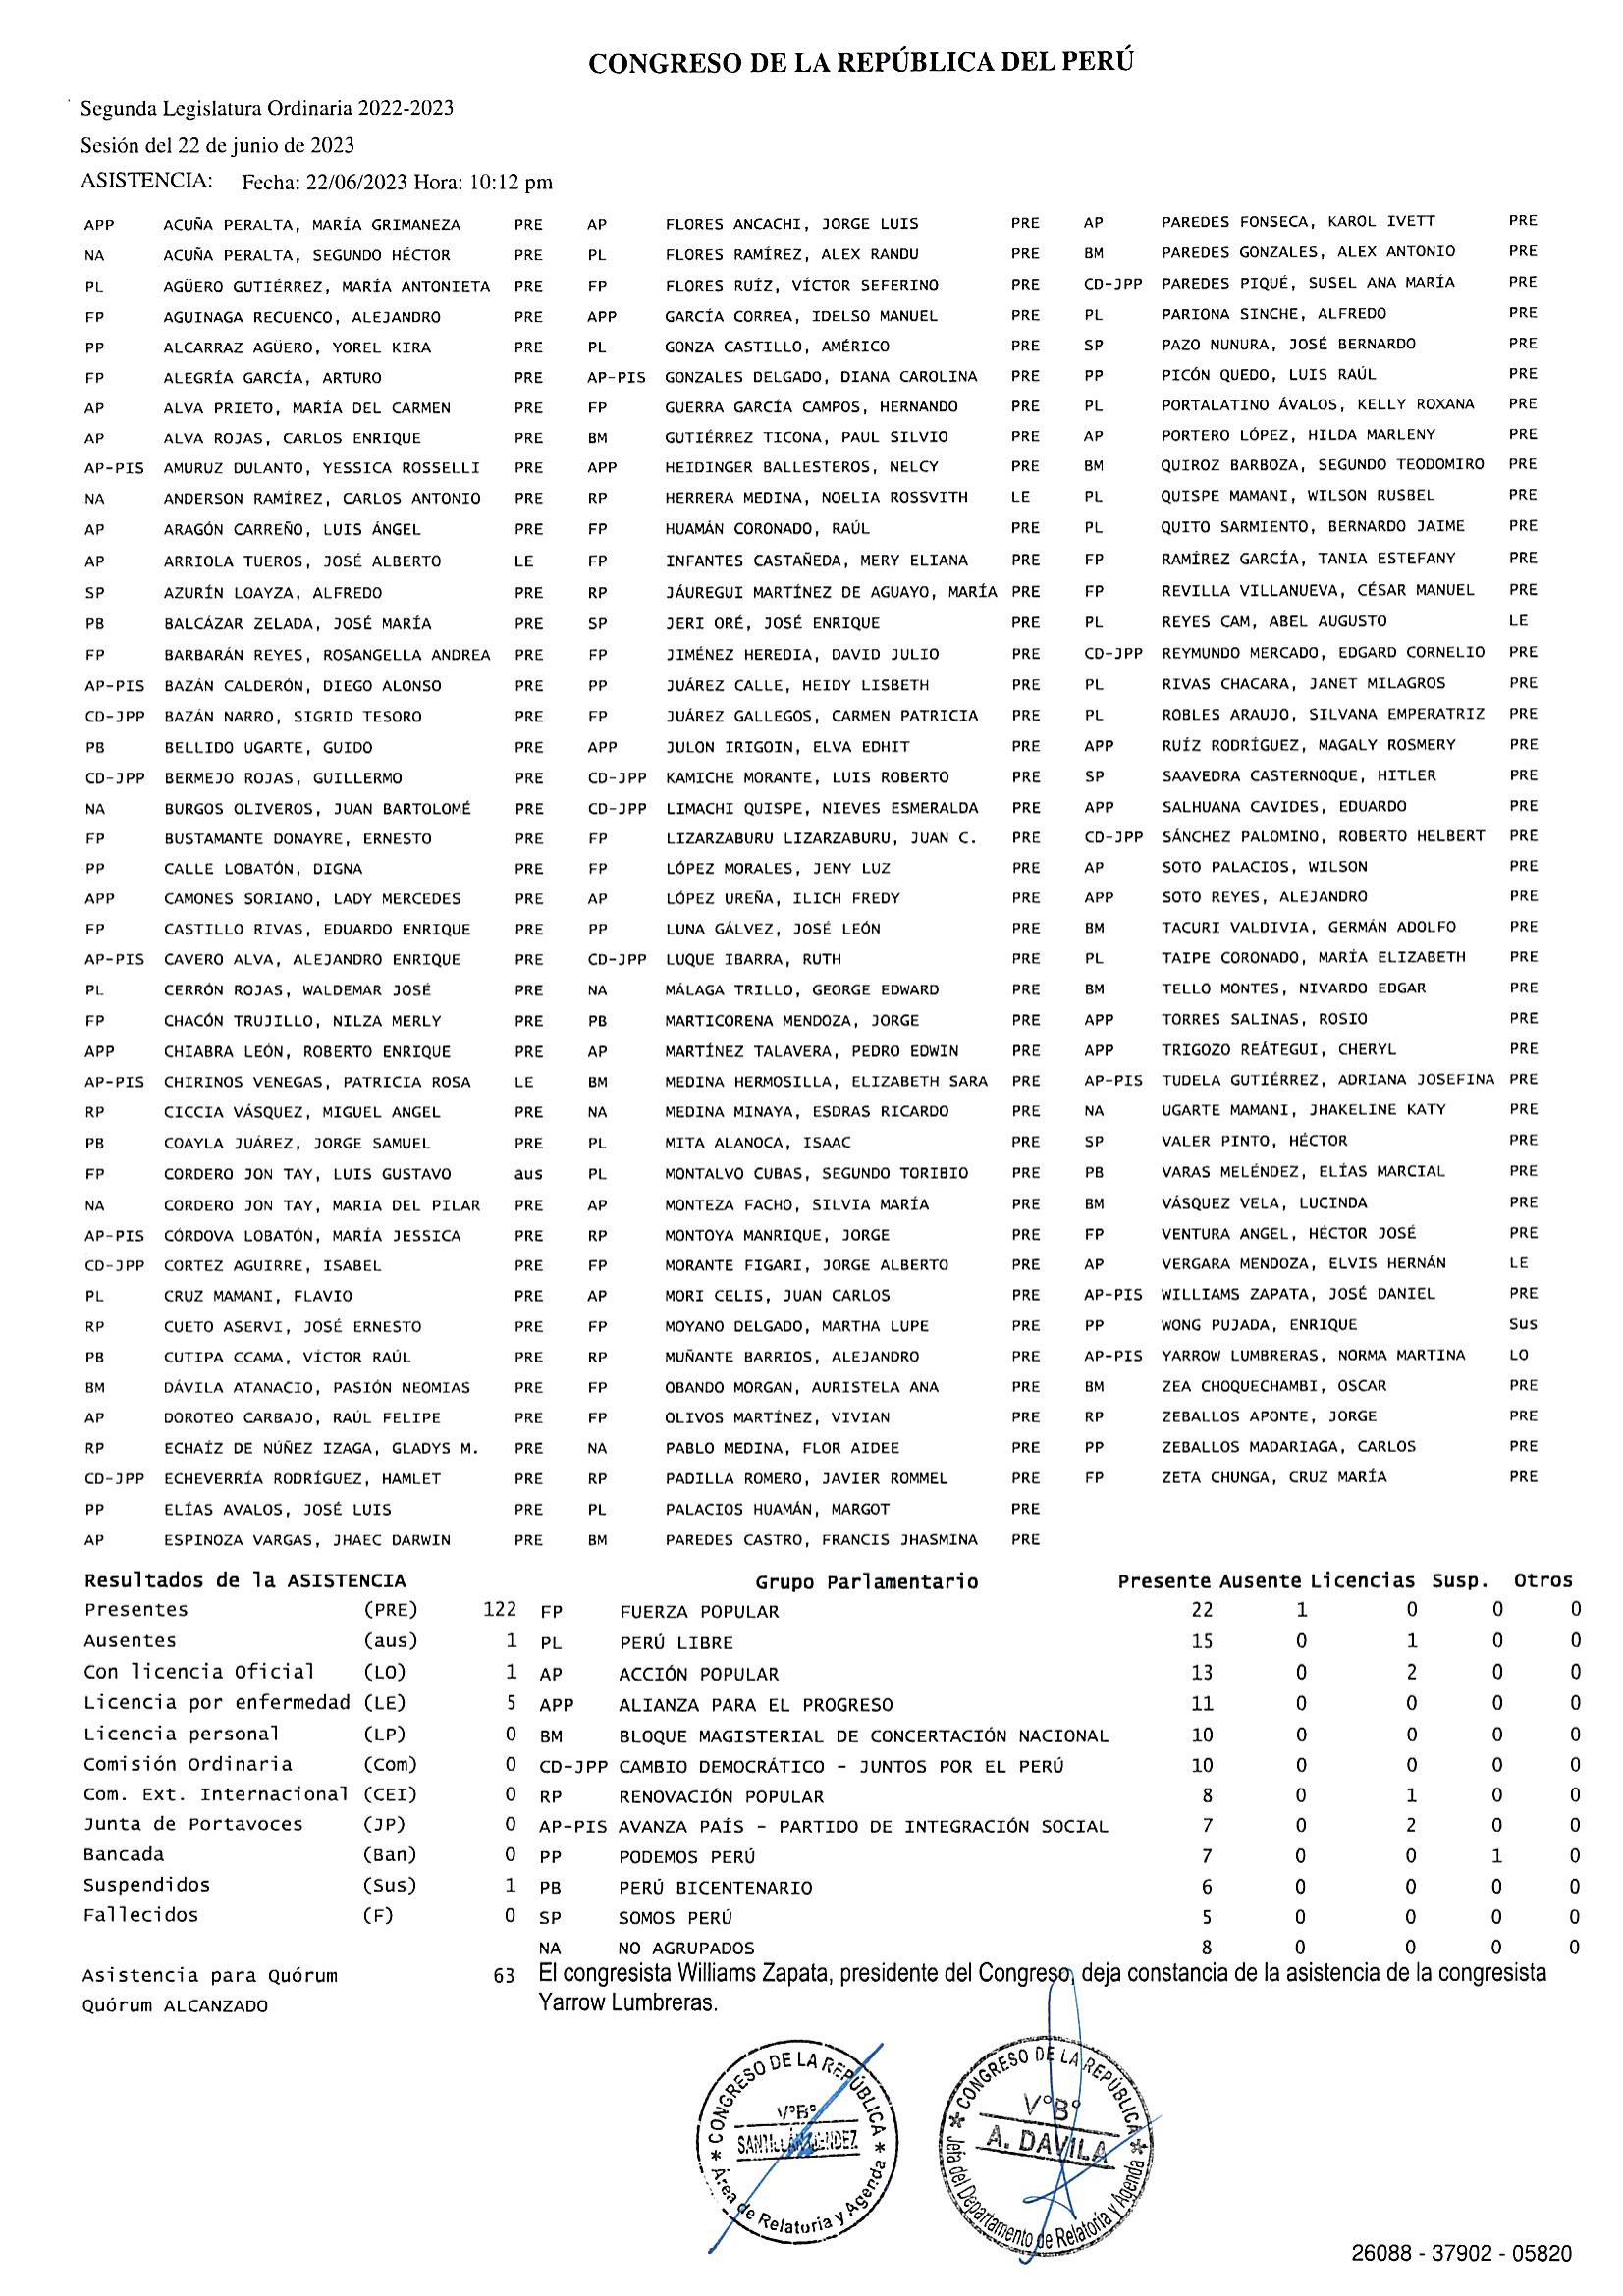 CONGRESO DE LA REPÚBLICA DEL PERÚ
Segunda Legislatura Ordinaria 2022-2023
Sesión del 22 de junio de 2023
ASISTENCIA: Fecha: 22/06/2023 Hora: 10:12 pm
APP ACUÑA PERALTA, MARÍA GRIMANEZA PRE AP FLORES ANCACHI, JORGE LUIS PRE AP PAREDES FONSECA, KAROL IVETT PRE
NA ACUÑA PERALTA, SEGUNDO HÉCTOR PRE PL FLORES RAMÍREZ, ALEX RANDU PRE BM PAREDES GONZALES, ALEX ANTONIO PRE
PL AGÜERO GUTIÉRREZ, MARÍA ANTONIETA PRE FP FLORES RUÍZ, VÍCTOR SEFERINO PRE CD-JPP PAREDES PIQUÉ, SUSEL ANA MARÍA PRE
FP AGUINAGA RECUENCO, ALEJANDRO PRE APP GARCÍA CORREA, IDELSO MANUEL PRE PL PARIONA SINCHE, ALFREDO PRE
PP ALCARRAZ AGÜERO, YOREL KIRA PRE PL GONZA CASTILLO, AMÉRICO PRE SP PAZO NUNURA, JOSÉ BERNARDO PRE
FP ALEGRÍA GARCÍA, ARTURO PRE AP-PIS GONZALES DELGADO, DIANA CAROLINA PRE PP PICÓN QUEDO, LUIS RAÚL PRE
AP ALVA PRIETO, MARÍA DEL CARMEN PRE FP GUERRA GARCÍA CAMPOS, HERNANDO PRE PL PORTALATINO ÁVALOS, KELLY ROXANA PRE
AP ALVA ROJAS, CARLOS ENRIQUE PRE BM GUTIÉRREZ TICONA, PAUL SILVIO PRE AP PORTERO LÓPEZ, HILDA MARLENY PRE
AP-PIS AMURUZ DULANTO, YESSICA ROSSELLI PRE APP HEIDINGER BALLESTEROS, NELCY PRE BM QUIROZ BARBOZA, SEGUNDO TEODOMIRO PRE
NA ANDERSON RAMÍREZ, CARLOS ANTONIO PRE RP HERRERA MEDINA, NOELIA ROSSVITH LE PL QUISPE MAMANI, WILSON RUSBEL PRE
AP ARAGÓN CARREÑO, LUIS ÁNGEL PRE FP HUAMÁN CORONADO, RAÚL PRE PL QUITO SARMIENTO, BERNARDO JAIME PRE
AP ARRIOLA TUEROS, JOSÉ ALBERTO LE FP INFANTES CASTAÑEDA, MERY ELIANA PRE FP RAMÍREZ GARCÍA, TANIA ESTEFANY PRE
SP AZURÍN LOAYZA, ALFREDO PRE RP JÁUREGUI MARTÍNEZ DE AGUAYO, MARÍA PRE FP REVILLA VILLANUEVA, CÉSAR MANUEL PRE
PB BALCÁZAR ZELADA, JOSÉ MARÍA PRE SP JERI ORÉ, JOSÉ ENRIQUE PRE PL REYES CAM, ABEL AUGUSTO LE
FP BARBARÁN REYES, ROSANGELLA ANDREA PRE FP JIMÉNEZ HEREDIA, DAVID JULIO PRE CD-JPP REYMUNDO MERCADO, EDGARD CORNELIO PRE
AP-PIS BAZÁN CALDERÓN, DIEGO ALONSO PRE PP JUÁREZ CALLE, HEIDY LISBETH PRE PL RIVAS CHACARA, JANET MILAGROS PRE
CD-JPP BAZÁN NARRO, SIGRID TESORO PRE FP JUÁREZ GALLEGOS, CARMEN PATRICIA PRE PL ROBLES ARAUJO, SILVANA EMPERATRIZ PRE
PB BELLIDO UGARTE, GUIDO PRE APP JULON IRIGOIN, ELVA EDHIT PRE APP RUÍZ RODRÍGUEZ, MAGALY ROSMERY PRE
CD-JPP BERMEJO ROJAS, GUILLERMO PRE CD-JPP KAMICHE MORANTE, LUIS ROBERTO PRE SP SAAVEDRA CASTERNOQUE, HITLER PRE
NA BURGOS OLIVEROS, JUAN BARTOLOMÉ PRE CD-JPP LIMACHI QUISPE, NIEVES ESMERALDA PRE APP SALHUANA CAVIDES, EDUARDO PRE
FP BUSTAMANTE DONAYRE, ERNESTO PRE FP LIZARZABURU LIZARZABURU, JUAN C. PRE CD-JPP SÁNCHEZ PALOMINO, ROBERTO HELBERT PRE
PP CALLE LOBATÓN, DIGNA PRE FP LÓPEZ MORALES, JENY LUZ PRE AP SOTO PALACIOS, WILSON PRE
APP CAMONES SORIANO, LADY MERCEDES PRE AP LÓPEZ UREÑA, ILICH FREDY PRE APP SOTO REYES, ALEJANDRO PRE
FP CASTILLO RIVAS, EDUARDO ENRIQUE PRE PP LUNA GÁLVEZ, JOSÉ LEÓN PRE BM TACURI VALDIVIA, GERMÁN ADOLFO PRE
AP-PIS CAVERO ALVA, ALEJANDRO ENRIQUE PRE CD-JPP LUQUE IBARRA, RUTH PRE PL TAIPE CORONADO, MARÍA ELIZABETH PRE
PL CERRÓN ROJAS, WALDEMAR JOSÉ PRE NA MÁLAGA TRILLO, GEORGE EDWARD PRE BM TELLO MONTES, NIVARDO EDGAR PRE
FP CHACÓN TRUJILLO, NILZA MERLY PRE PB MARTICORENA MENDOZA, JORGE PRE APP TORRES SALINAS, ROSIO PRE
APP CHIABRA LEÓN, ROBERTO ENRIQUE PRE AP MARTÍNEZ TALAVERA, PEDRO EDWIN PRE APP TRIGOZO REÁTEGUI, CHERYL PRE
AP-PIS CHIRINOS VENEGAS, PATRICIA ROSA LE BM MEDINA HERMOSILLA, ELIZABETH SARA PRE AP-PIS TUDELA GUTIÉRREZ, ADRIANA JOSEFINA PRE
RP CICCIA VÁSQUEZ, MIGUEL ANGEL PRE NA MEDINA MINAYA, ESDRAS RICARDO PRE NA UGARTE MAMANI, JHAKELINE KATY PRE
PB COAYLA JUÁREZ, JORGE SAMUEL PRE PL MITA ALANOCA, ISAAC PRE SP VALER PINTO, HÉCTOR PRE
FP CORDERO JON TAY, LUIS GUSTAVO aus PL MONTALVO CUBAS, SEGUNDO TORIBIO PRE PB VARAS MELÉNDEZ, ELÍAS MARCIAL PRE
NA CORDERO JON TAY, MARIA DEL PILAR PRE AP MONTEZA FACHO, SILVIA MARÍA PRE BM VÁSQUEZ VELA, LUCINDA PRE
AP-PIS CÓRDOVA LOBATÓN, MARÍA JESSICA PRE RP MONTOYA MANRIQUE, JORGE PRE FP VENTURA ANGEL, HÉCTOR JOSÉ PRE
CD-JPP CORTEZ AGUIRRE, ISABEL PRE FP MORANTE FIGARI, JORGE ALBERTO PRE AP VERGARA MENDOZA, ELVIS HERNÁN LE
PL CRUZ MAMANI, FLAVIO PRE AP MORI CELIS, JUAN CARLOS PRE AP-PIS WILLIAMS ZAPATA, JOSÉ DANIEL PRE
RP CUETO ASERVI, JOSÉ ERNESTO PRE FP MOYANO DELGADO, MARTHA LUPE PRE PP WONG PUJADA, ENRIQUE Sus
PB CUTIPA CCAMA, VÍCTOR RAÚL PRE RP MUÑANTE BARRIOS, ALEJANDRO PRE AP-PIS YARROW LUMBRERAS, NORMA MARTINA LO
BM DÁVILA ATANACIO, PASIÓN NEOMIAS PRE FP OBANDO MORGAN, AURISTELA ANA PRE BM ZEA CHOQUECHAMBI, OSCAR PRE
AP DOROTEO CARBAJO, RAÚL FELIPE PRE FP OLIVOS MARTÍNEZ, VIVIAN PRE RP ZEBALLOS APONTE, JORGE PRE
RP ECHAÍZ DE NÚÑEZ IZAGA, GLADYS M. PRE NA PABLO MEDINA, FLOR AIDEE PRE PP ZEBALLOS MADARIAGA, CARLOS PRE
CD-JPP ECHEVERRÍA RODRÍGUEZ, HAMLET PRE RP PADILLA ROMERO, JAVIER ROMMEL PRE FP ZETA CHUNGA, CRUZ MARÍA PRE
PP ELÍAS AVALOS, JOSÉ LUIS PRE PL PALACIOS HUAMÁN, MARGOT PRE
AP ESPINOZA VARGAS, JHAEC DARWIN PRE BM PAREDES CASTRO, FRANCIS JHASMINA PRE
Resultados de la ASISTENCIA Grupo Parlamentario Presente Ausente Licencias Susp. Otros
Presentes (PRE) 122 FP FUERZA POPULAR 22 1 0 0 0
Ausentes (aus) 1 PL PERÚ LIBRE 15 0 1 0 0
Con licencia Oficial (LO) 1 AP ACCIÓN POPULAR 13 0 2 0 0
Licencia por enfermedad (LE) 5 APP ALIANZA PARA EL PROGRESO 11 0 0 0 0
Licencia personal (LP) 0 BM BLOQUE MAGISTERIAL DE CONCERTACIÓN NACIONAL 10 0 0 0 0
Comisión Ordinaria (Com) 0 CD-JPP CAMBIO DEMOCRÁTICO - JUNTOS POR EL PERÚ 10 0 0 0 0
Com. Ext. Internacional (CEI) 0 RP RENOVACIÓN POPULAR 8 0 1 0 0
Junta de Portavoces (JP) 0 AP-PIS AVANZA PAÍS - PARTIDO DE INTEGRACIÓN SOCIAL 7 0 2 0 0
Bancada (Ban) 0 PP PODEMOS PERÚ 7 0 0 1 0
Suspendidos (Sus) 1 PB PERÚ BICENTENARIO 6 0 0 0 0
Fallecidos (F) 0 SP SOMOS PERÚ 5 0 0 0 0
NA NO AGRUPADOS 8 0 0 0 0
Asistencia para Quórum 63 El congresista Williams Zapata, presidente del Congreso, deja constancia de la asistencia de la congresista
Quórum ALCANZADO Yarrow Lumbreras.
CONGRESO DE LA REPÚBLICA
V°B°
Área de Relatoria y Agenda
CONGRESO DE LA REPÚBLICA
V°B°
A. DAVILA
Jefa del Departamento de Relatoria y Agenda
26088 - 37902 - 05820